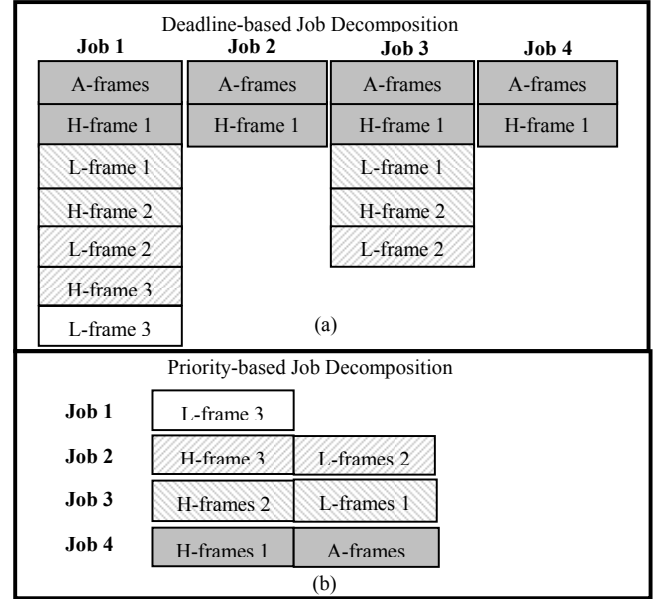 Deadline-based Job Decomposition
Job 1 Job 2 Job 3 Job 4
A-frames A-frames A-frames A-frames
H-frame 1 H-frame 1 H-frame 1 H-frame 1
L-frame 1 L-frame 1
H-frame 2 H-frame 2
L-frame 2 L-frame 2
H-frame 3
L-frame 3
(a)
Priority-based Job Decomposition
Job 1 L-frame 3
Job 2 H-frame 3 L-frames 2
Job 3 H-frames 2 L-frames 1
Job 4 H-frames 1 A-frames
(b)